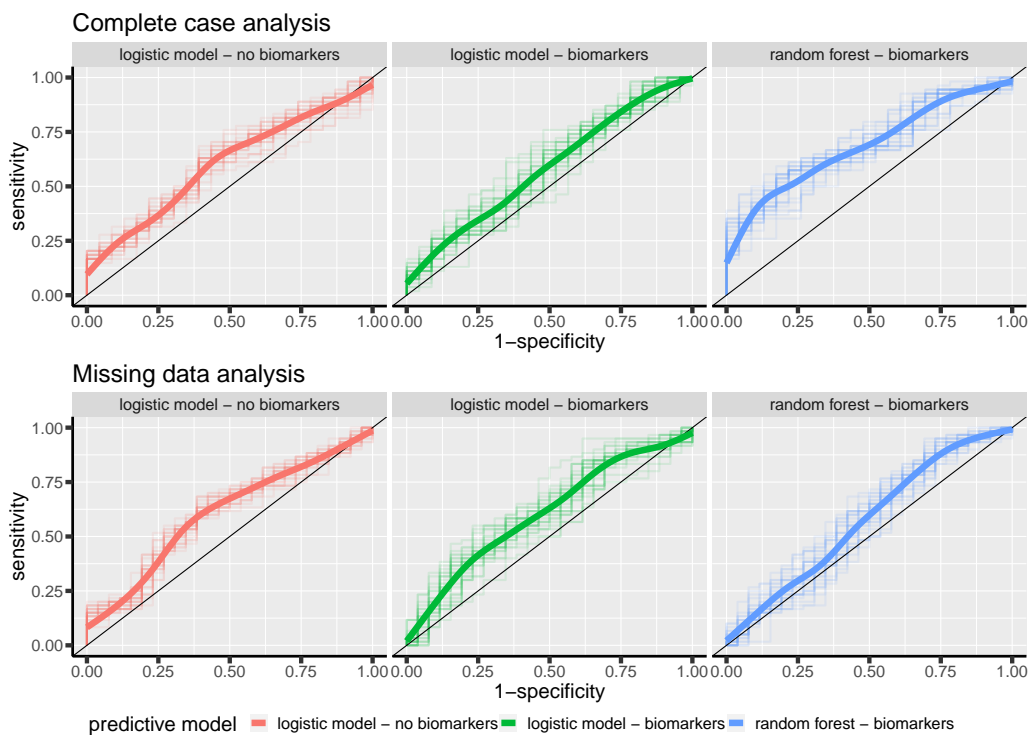 Complete case analysis
logistic model – no biomarkers logistic model – biomarkers random forest – biomarkers
1.00
0.75
0.50
0.25
0.00
sensitivity
0.00 0.25 0.50 0.75 1.00 0.00 0.25 0.50 0.75 1.00 0.00 0.25 0.50 0.75 1.00
1−specificity
Missing data analysis
logistic model – no biomarkers logistic model – biomarkers random forest – biomarkers
1.00
0.75
0.50
0.25
0.00
sensitivity
0.00 0.25 0.50 0.75 1.00 0.00 0.25 0.50 0.75 1.00 0.00 0.25 0.50 0.75 1.00
1−specificity
predictive model logistic model – no biomarkers logistic model – biomarkers random forest – biomarkers